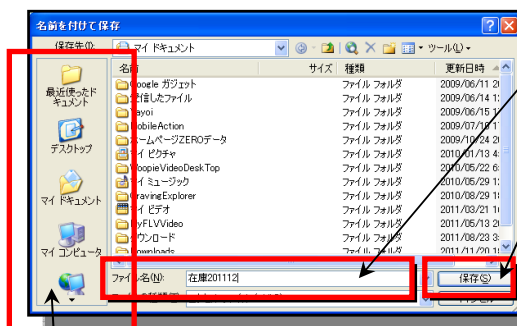 名前を付けて保存
保存先(I): マイ ドキュメント ツール(L)
名前 サイズ 種類 更新日時
Google ガジェット ファイル フォルダ 2009/06/11
受信したファイル ファイル フォルダ 2009/06/14
Yayoi ファイル フォルダ 2009/06/15
MobileAction ファイル フォルダ
ホームページZEROデータ ファイル フォルダ 2009/10/24
マイ ピクチャ ファイル フォルダ 2010/01/13
WoopieVideoDeskTop ファイル フォルダ 2010/05/22
マイ ミュージック ファイル フォルダ 2010/05/29
CravingExplorer ファイル フォルダ 2010/08/29
マイ ビデオ ファイル フォルダ 2011/03/21
MyFLVVideo ファイル フォルダ 2011/05/13
ダウンロード ファイル フォルダ 2011/08/23
Downloads ファイル フォルダ 2011/11/20
最近使ったド
キュメント
デスクトップ
マイ ドキュメント
マイ コンピュータ
ファイル名(N): 在庫201112
保存(S)